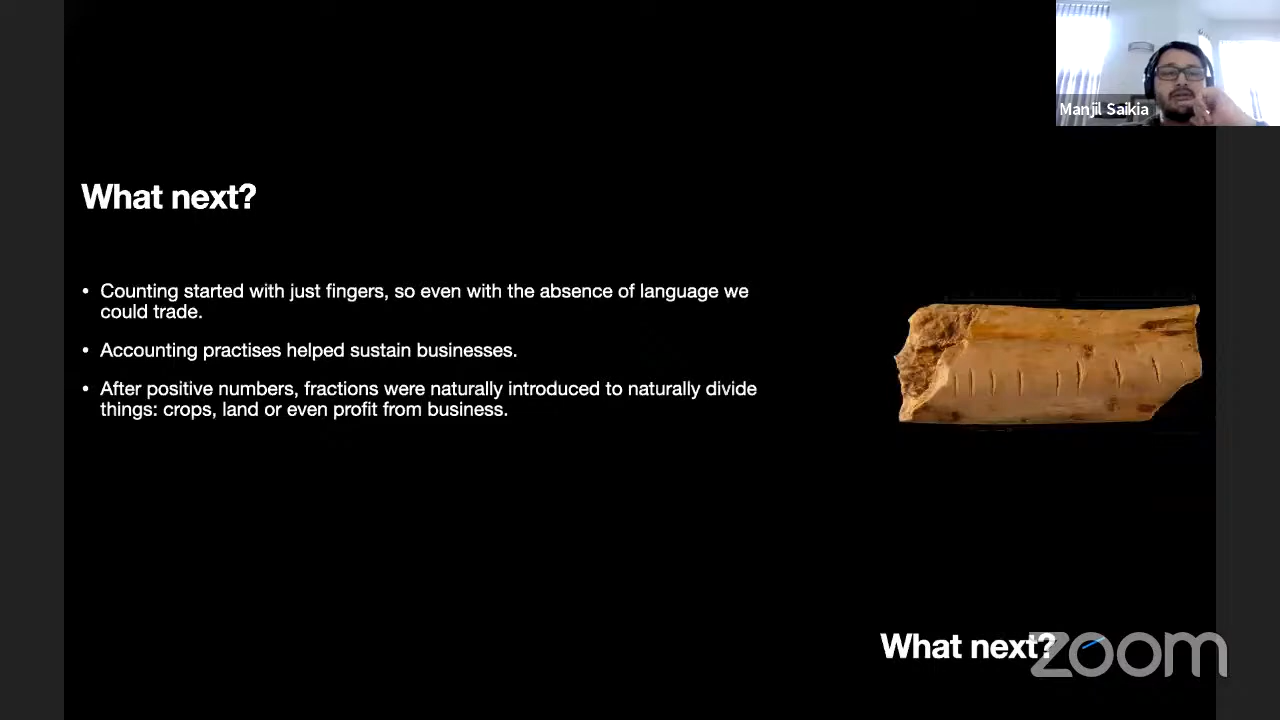 Manjil Saikia
What next?
• Counting started with just fingers, so even with the absence of language we
could trade.
• Accounting practises helped sustain businesses.
• After positive numbers, fractions were naturally introduced to naturally divide
things: crops, land or even profit from business.
What next?
zoom